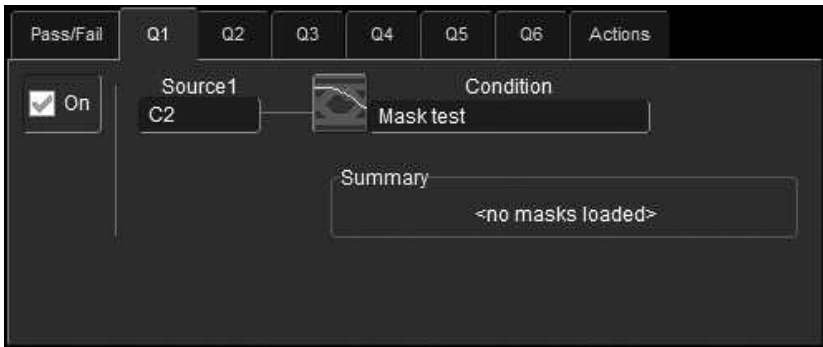 Pass/Fail Q1 Q2 Q3 Q4 Q5 Q6 Actions
On
Source1
C2
Condition
Mask test
Summary
<no masks loaded>